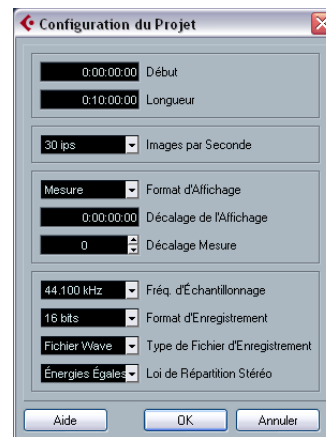 Configuration du Projet
0:00:00:00 Début
0:10:00:00 Longueur
30 ips Images par Seconde
Mesure Format d'Affichage
0:00:00:00 Décalage de l'Affichage
0 Décalage Mesure
44.100 kHz Fréq. d'Échantillonnage
16 bits Format d'Enregistrement
Fichier Wave Type de Fichier d'Enregistrement
Énergies Égales Loi de Répartition Stéréo
Aide OK Annuler